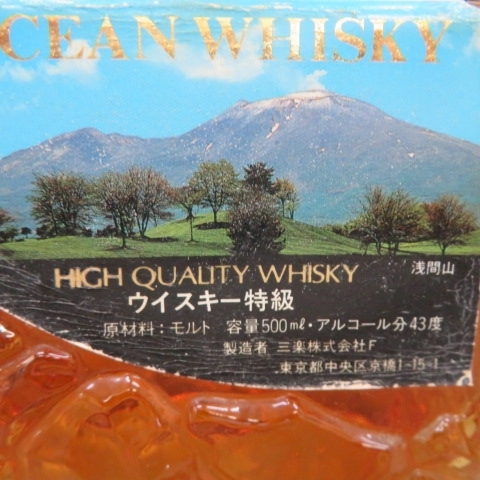 CEAN WHISKY
HIGH QUALITY WHISKY
浅間山
ウイスキー特級
原材料：モルト 容量500ml・アルコール分43度
製造者 三楽株式会社F
東京都中央区京橋1-15-1